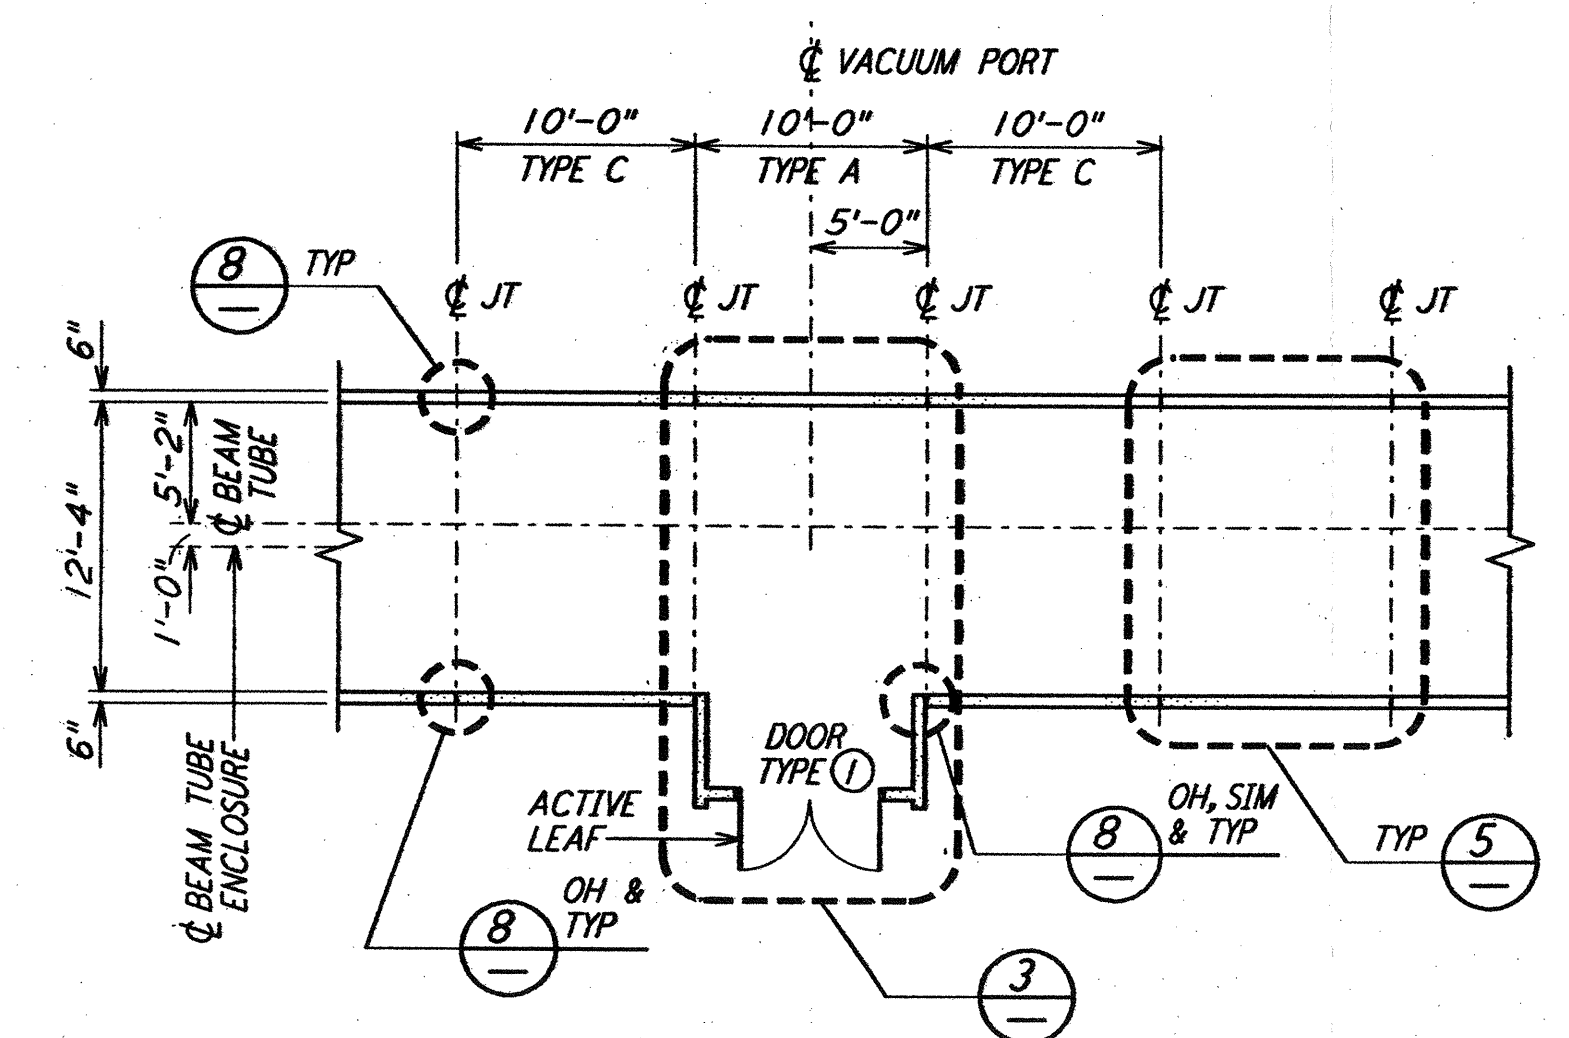 ℄ VACUUM PORT
10'-0" 10'-0" 10'-0"
TYPE C TYPE A TYPE C
5'-0"
8 TYP
—
℄ JT ℄ JT ℄ JT ℄ JT ℄ JT
6"
5'-2"
℄ BEAM
TUBE
12'-4"
1'-0"
6"
℄ BEAM TUBE
ENCLOSURE
DOOR
TYPE 1
ACTIVE
LEAF
OH, SIM
& TYP
8
—
TYP 5
—
OH &
TYP
8
—
3
—